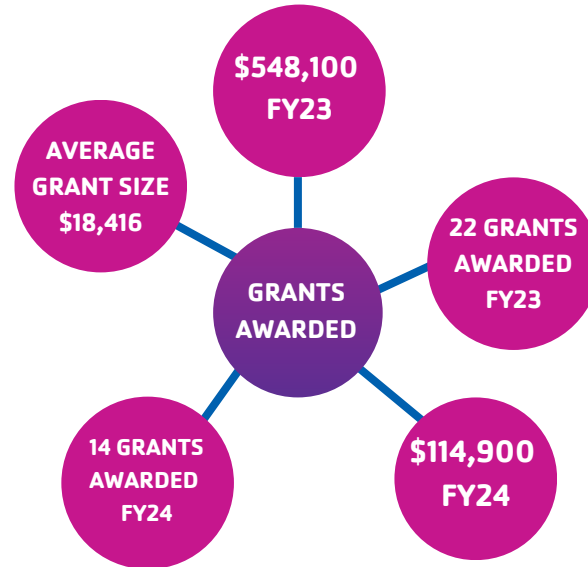 $548,100
FY23
AVERAGE
GRANT SIZE
$18,416
22 GRANTS
AWARDED
FY23
GRANTS
AWARDED
14 GRANTS
AWARDED
FY24
$114,900
FY24